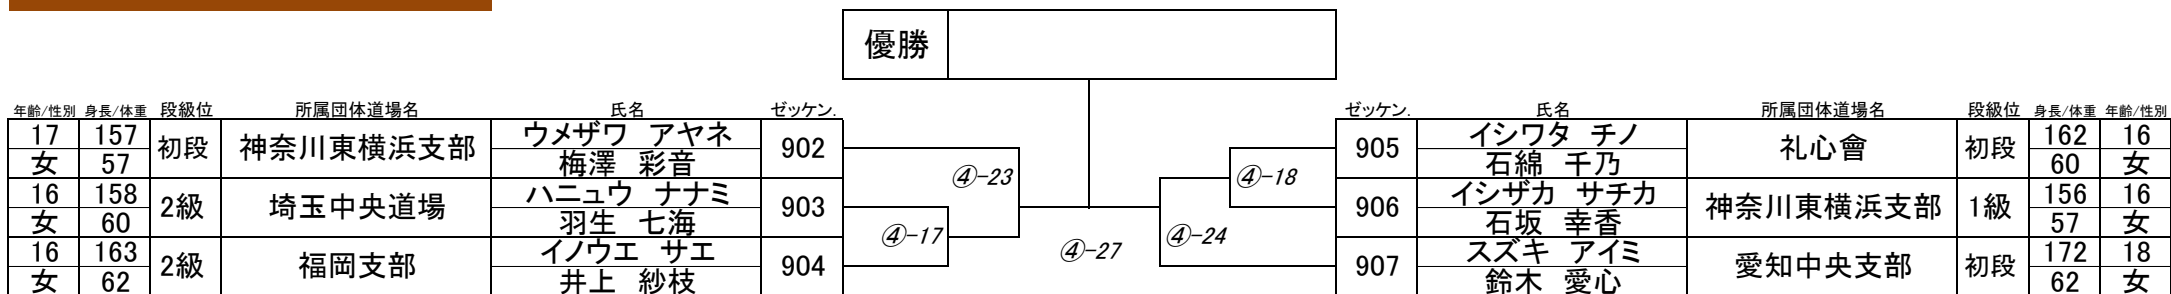 優勝
年齢/性別 身長/体重 段級位 所属団体道場名 氏名 ゼッケン. ゼッケン. 氏名 所属団体道場名 段級位 身長/体重 年齢/性別
17 157 初段 神奈川東横浜支部 ウメザワ アヤネ 902 905 イシワタ チノ 礼心會 初段 162 16
女 57 梅澤 彩音 石綿 千乃 60 女
④-23 ④-18
16 158 2級 埼玉中央道場 ハニュウ ナナミ 903 906 イシザカ サチカ 神奈川東横浜支部 1級 156 16
女 60 羽生 七海 石坂 幸香 57 女
④-17 ④-27 ④-24
16 163 2級 福岡支部 イノウエ サエ 904 907 スズキ アイミ 愛知中央支部 初段 172 18
女 62 井上 紗枝 鈴木 愛心 62 女